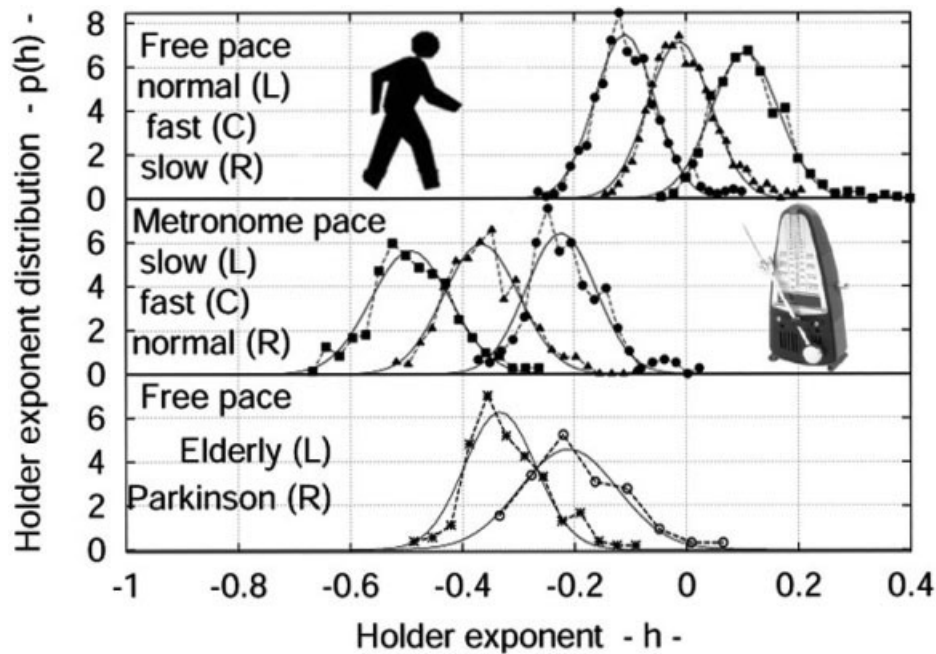 Holder exponent distribution - p(h) -
8
6
4
2
0
Free pace
normal (L)
fast (C)
slow (R)
6
4
2
0
Metronome pace
slow (L)
fast (C)
normal (R)
6
4
2
0
Free pace
Elderly (L)
Parkinson (R)
-1 -0.8 -0.6 -0.4 -0.2 0 0.2 0.4
Holder exponent - h -